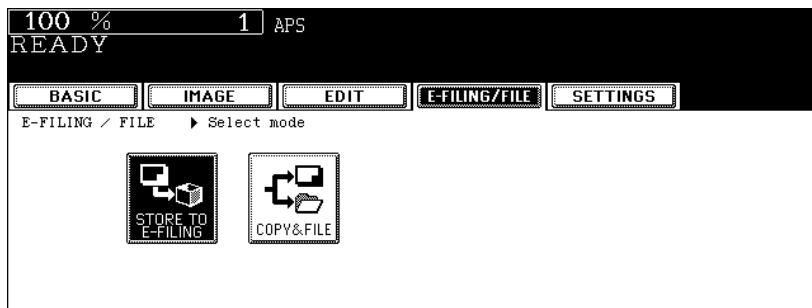 100 % 1 APS
READY
BASIC IMAGE EDIT E-FILING/FILE SETTINGS
E-FILING / FILE ▶ Select mode
STORE TO E-FILING
COPY&FILE